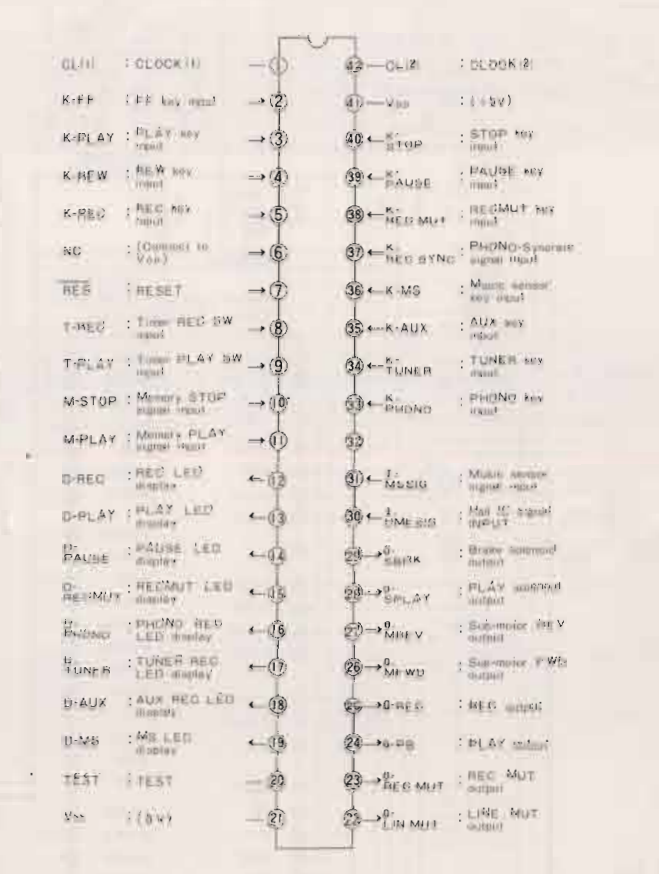 CL(1) : CLOCK (1) — 1
K-FF : FF key input → 2
K-PLAY : PLAY key input → 3
K-REW : REW key input → 4
K-REC : REC key input → 5
NC : (Connect to → 6
RES : RESET → 7
T-REC : Timer REC SW input → 8
T-PLAY : Timer PLAY SW input → 9
M-STOP : Memory STOP signal input → 10
M-PLAY : Memory PLAY signal input → 11
D-REC : REC LED display ← 12
D-PLAY : PLAY LED display ← 13
D-PAUSE : PAUSE LED display ← 14
D-RECMUT : RECMUT LED display ← 15
D-PHONO : PHONO REC LED display ← 16
D-TUNER : TUNER REC LED display ← 17
D-AUX : AUX REC LED display ← 18
D-MS : MS LED display ← 19
TEST : TEST — 20
Vss : — 21
42 — CL(2) : CLOCK (2)
41 : (+5V)
40 ← K-STOP : STOP key input
39 ← K-PAUSE : PAUSE key input
38 ← K-REC MUT : RECMUT key input
37 ← K-REC SYNC : signal input
36 ← K-MS : Music sensor key input
35 ← K-AUX : AUX key input
34 ← K-TUNER : TUNER key input
33 ← K-PHONO : PHONO key input
32
31 ← I-MSSIG : Music sensor signal input
30 ← : Hall IC signal INPUT
29 → O-SBRK : Brake solenoid output
28 → O-SPLAY : PLAY solenoid output
27 → O-MREV : Sub-motor REV output
26 → O-MFWD : Sub-motor FWD output
25 → O-REC : REC output
24 → O-PB : PLAY output
23 → O-REC MUT : REC MUT output
22 → O-LIN MUT : LINE MUT output